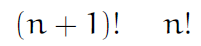 (n + 1)! n!